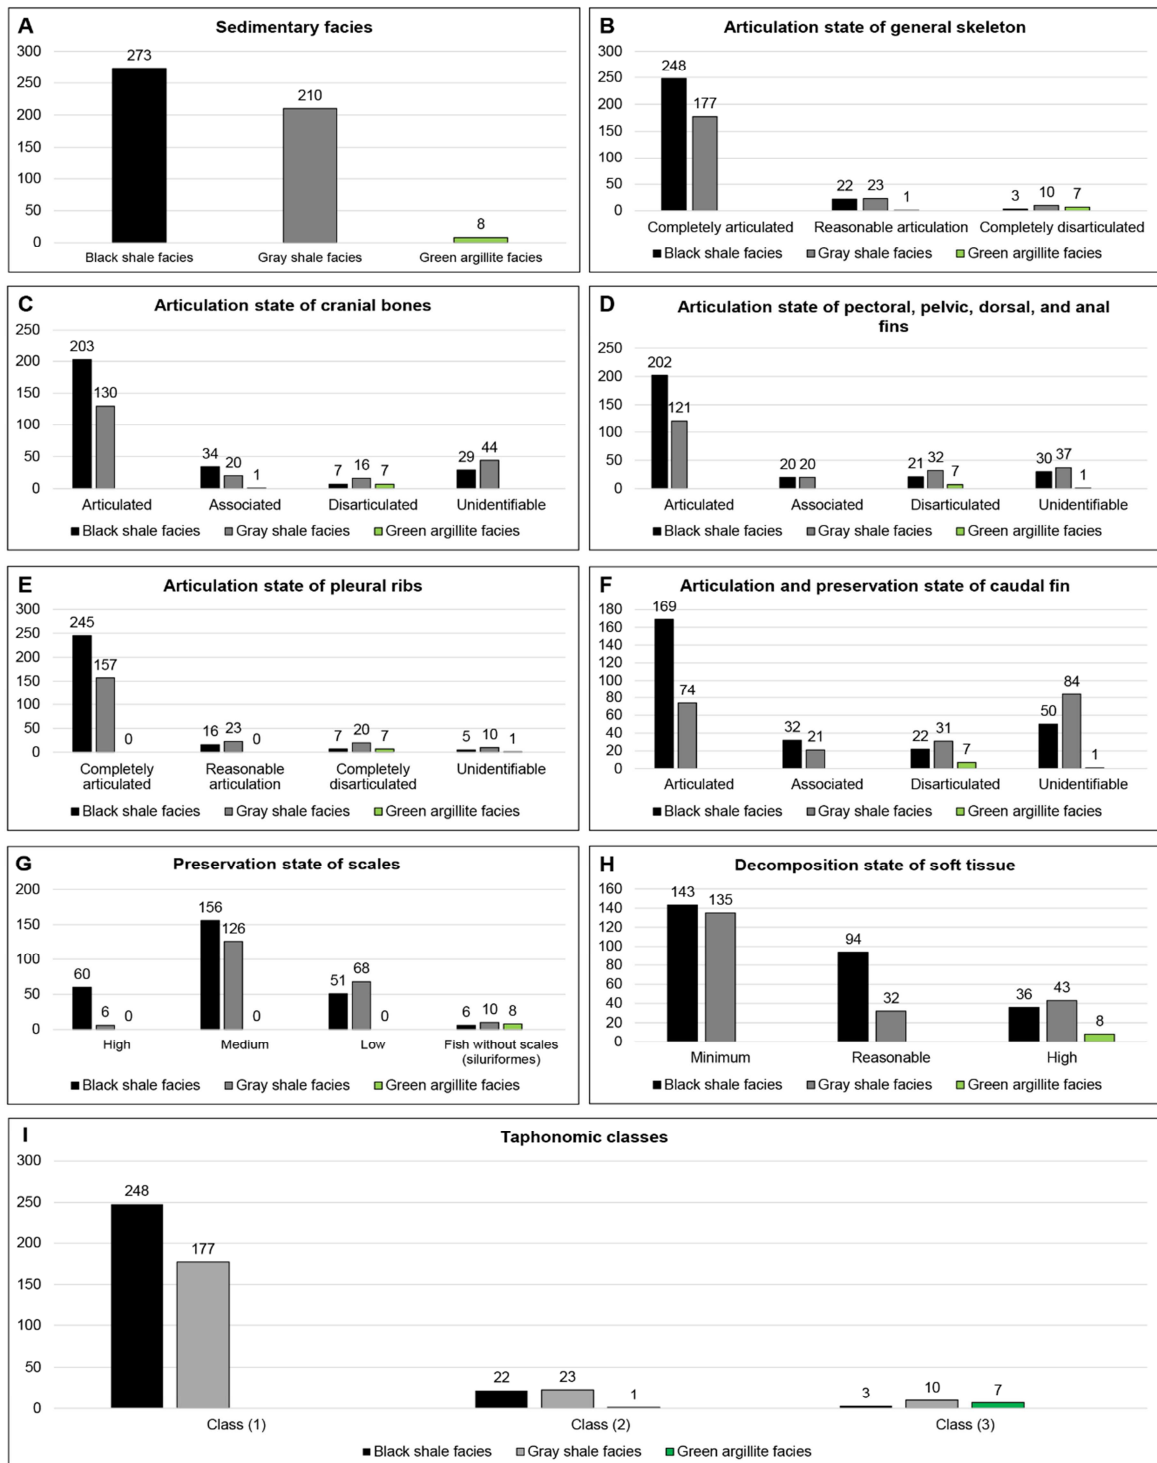 A
Sedimentary facies
300
250
200
150
100
50
0
273
210
8
Black shale facies Gray shale facies Green argillite facies
B
Articulation state of general skeleton
300
250
200
150
100
50
0
248
177
22 23 1
3 10 7
Completely articulated Reasonable articulation Completely disarticulated
Black shale facies Gray shale facies Green argillite facies
C
Articulation state of cranial bones
250
200
150
100
50
0
203
130
34 20 1
7 16 7
29 44
Articulated Associated Disarticulated Unidentifiable
Black shale facies Gray shale facies Green argillite facies
D
Articulation state of pectoral, pelvic, dorsal, and anal
fins
250
200
150
100
50
0
202
121
20 20
21 32 7
30 37 1
Articulated Associated Disarticulated Unidentifiable
Black shale facies Gray shale facies Green argillite facies
E
Articulation state of pleural ribs
300
250
200
150
100
50
0
245
157
0
16 23 0
7 20 7
5 10 1
Completely Reasonable Completely Unidentifiable
articulated articulation disarticulated
Black shale facies Gray shale facies Green argillite facies
F
Articulation and preservation state of caudal fin
180
160
140
120
100
80
60
40
20
0
169
74
32 21
22 31 7
50 84 1
Articulated Associated Disarticulated Unidentifiable
Black shale facies Gray shale facies Green argillite facies
G
Preservation state of scales
200
150
100
50
0
60 6 0
156 126 0
51 68 0
6 10 8
High Medium Low Fish without scales
(siluriformes)
Black shale facies Gray shale facies Green argillite facies
H
Decomposition state of soft tissue
160
140
120
100
80
60
40
20
0
143 135
94 32
36 43 8
Minimum Reasonable High
Black shale facies Gray shale facies Green argillite facies
I
Taphonomic classes
300
250
200
150
100
50
0
248
177
22 23 1
3 10 7
Class (1) Class (2) Class (3)
Black shale facies Gray shale facies Green argillite facies